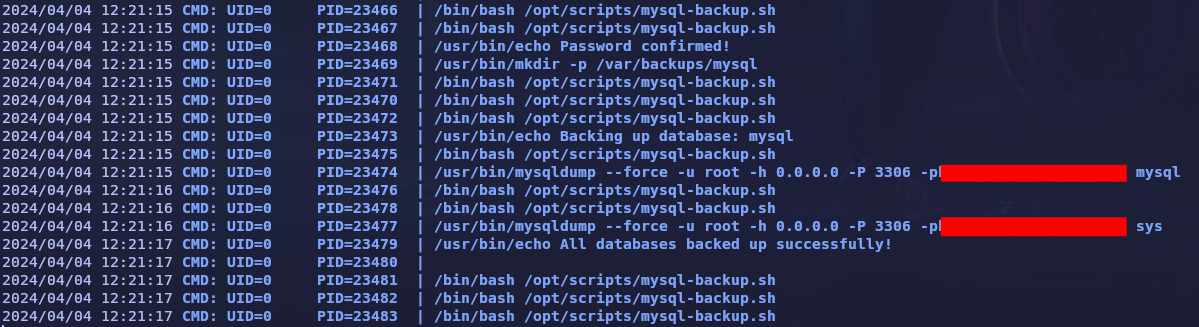 2024/04/04 12:21:15 CMD: UID=0     PID=23466  | /bin/bash /opt/scripts/mysql-backup.sh
2024/04/04 12:21:15 CMD: UID=0     PID=23467  | /bin/bash /opt/scripts/mysql-backup.sh
2024/04/04 12:21:15 CMD: UID=0     PID=23468  | /usr/bin/echo Password confirmed!
2024/04/04 12:21:15 CMD: UID=0     PID=23469  | /usr/bin/mkdir -p /var/backups/mysql
2024/04/04 12:21:15 CMD: UID=0     PID=23471  | /bin/bash /opt/scripts/mysql-backup.sh
2024/04/04 12:21:15 CMD: UID=0     PID=23470  | /bin/bash /opt/scripts/mysql-backup.sh
2024/04/04 12:21:15 CMD: UID=0     PID=23472  | /bin/bash /opt/scripts/mysql-backup.sh
2024/04/04 12:21:15 CMD: UID=0     PID=23473  | /usr/bin/echo Backing up database: mysql
2024/04/04 12:21:15 CMD: UID=0     PID=23475  | /bin/bash /opt/scripts/mysql-backup.sh
2024/04/04 12:21:15 CMD: UID=0     PID=23474  | /usr/bin/mysqldump --force -u root -h 0.0.0.0 -P 3306 -p mysql
2024/04/04 12:21:16 CMD: UID=0     PID=23476  | /bin/bash /opt/scripts/mysql-backup.sh
2024/04/04 12:21:16 CMD: UID=0     PID=23478  | /bin/bash /opt/scripts/mysql-backup.sh
2024/04/04 12:21:16 CMD: UID=0     PID=23477  | /usr/bin/mysqldump --force -u root -h 0.0.0.0 -P 3306 -p sys
2024/04/04 12:21:17 CMD: UID=0     PID=23479  | /usr/bin/echo All databases backed up successfully!
2024/04/04 12:21:17 CMD: UID=0     PID=23480  |
2024/04/04 12:21:17 CMD: UID=0     PID=23481  | /bin/bash /opt/scripts/mysql-backup.sh
2024/04/04 12:21:17 CMD: UID=0     PID=23482  | /bin/bash /opt/scripts/mysql-backup.sh
2024/04/04 12:21:17 CMD: UID=0     PID=23483  | /bin/bash /opt/scripts/mysql-backup.sh